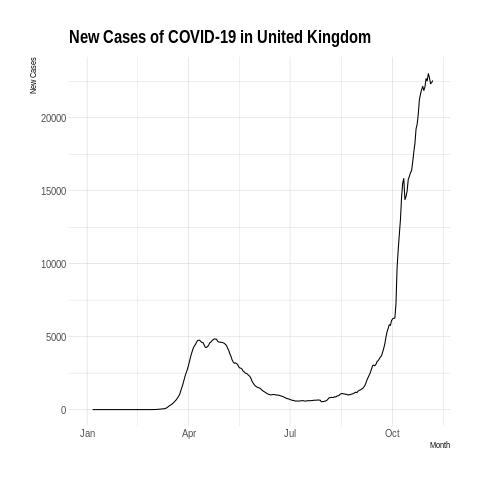 New Cases of COVID-19 in United Kingdom
New Cases
20000
15000
10000
5000
0
Jan Apr Jul Oct
Month